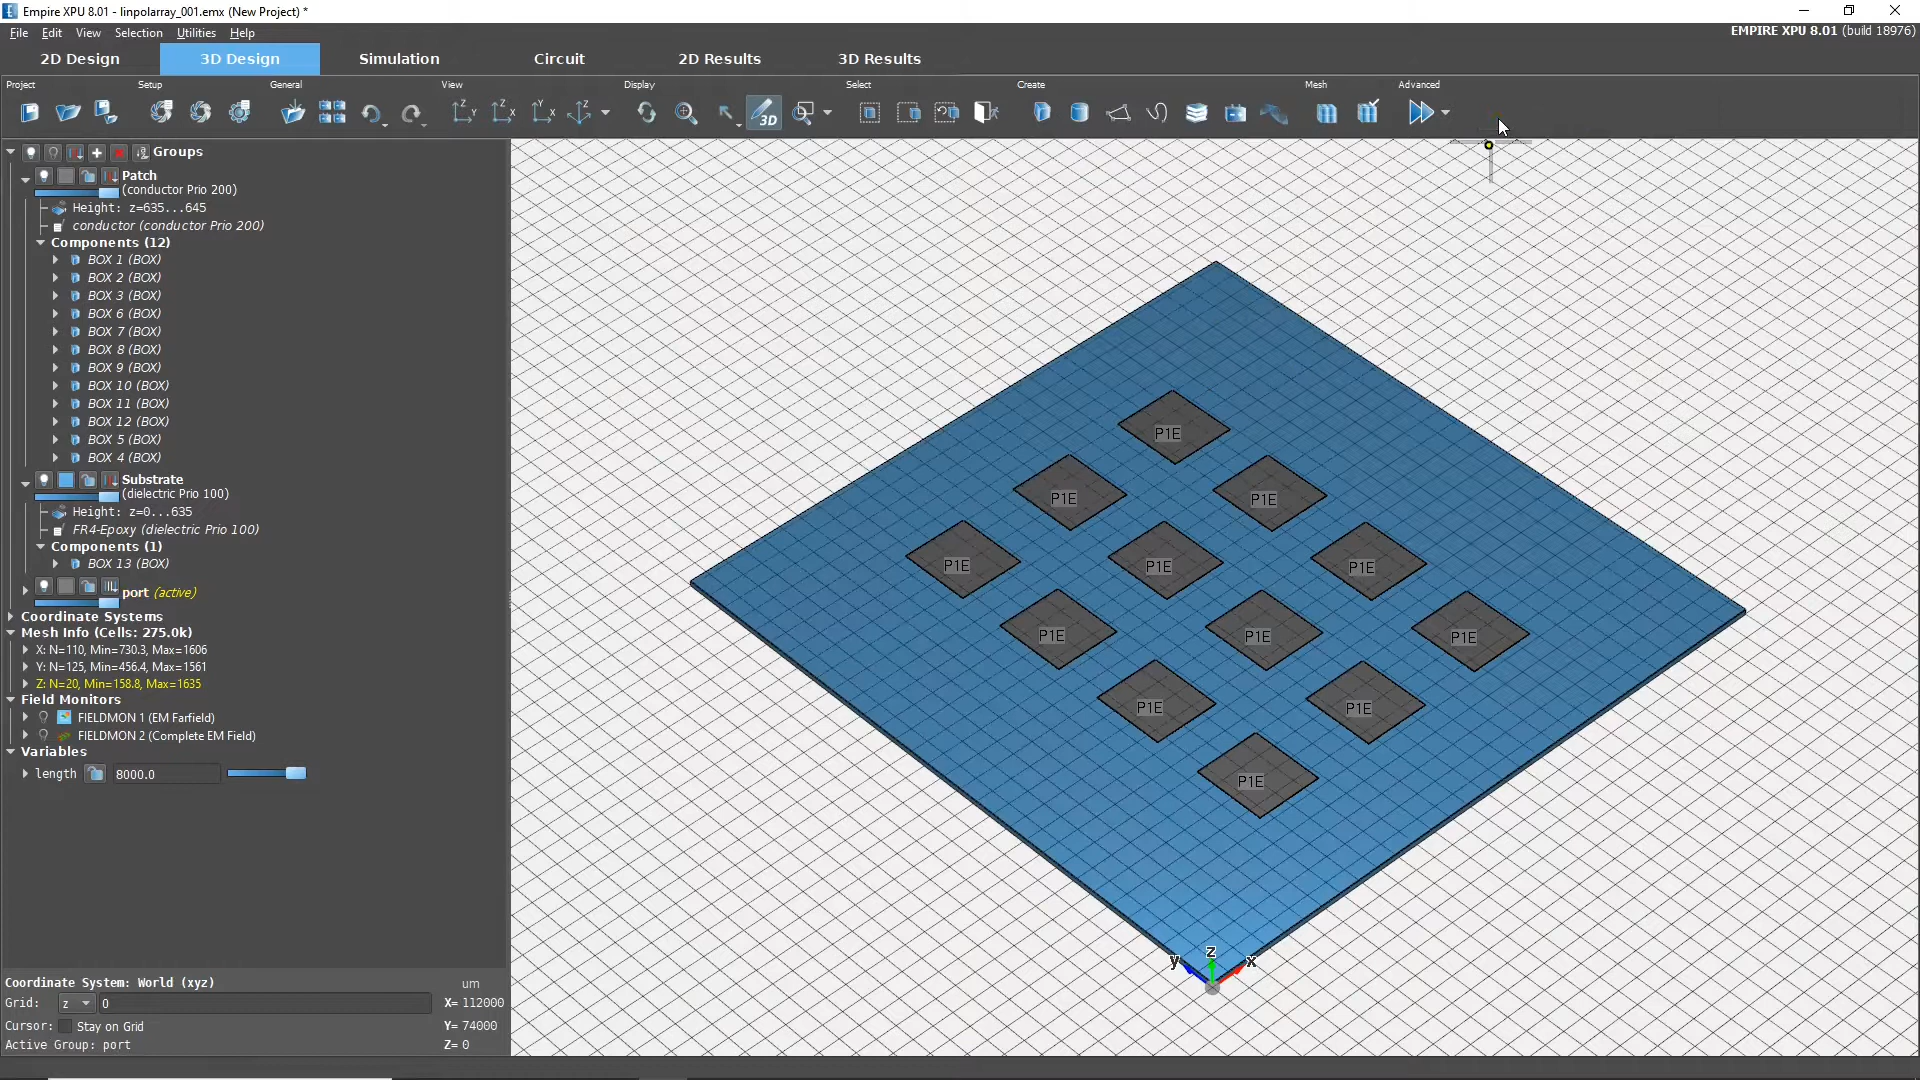 Empire XPU 8.01 - linpolarray_001.emx (New Project) *
File Edit View Selection Utilities Help
EMPIRE XPU 8.01 (build 18976)
2D Design 3D Design Simulation Circuit 2D Results 3D Results
Project Setup General View Display Select Create Mesh Advanced
Z Y Z X Y X Z
3D
Groups
Patch
(conductor Prio 200)
Height: z=635...645
conductor (conductor Prio 200)
Components (12)
BOX 1 (BOX)
BOX 2 (BOX)
BOX 3 (BOX)
BOX 6 (BOX)
BOX 7 (BOX)
BOX 8 (BOX)
BOX 9 (BOX)
BOX 10 (BOX)
BOX 11 (BOX)
BOX 12 (BOX)
BOX 5 (BOX)
BOX 4 (BOX)
Substrate
(dielectric Prio 100)
Height: z=0...635
FR4-Epoxy (dielectric Prio 100)
Components (1)
BOX 13 (BOX)
port (active)
Coordinate Systems
Mesh Info (Cells: 275.0k)
X: N=110, Min=730.3, Max=1606
Y: N=125, Min=456.4, Max=1561
Z: N=20, Min=158.8, Max=1635
Field Monitors
FIELDMON 1 (EM Farfield)
FIELDMON 2 (Complete EM Field)
Variables
length 8000.0
Coordinate System: World (xyz) um
Grid: z 0 X= 112000
Cursor: Stay on Grid Y= 74000
Active Group: port Z= 0
P1E
P1E P1E
P1E P1E P1E
P1E P1E P1E
P1E P1E
P1E
z
y x